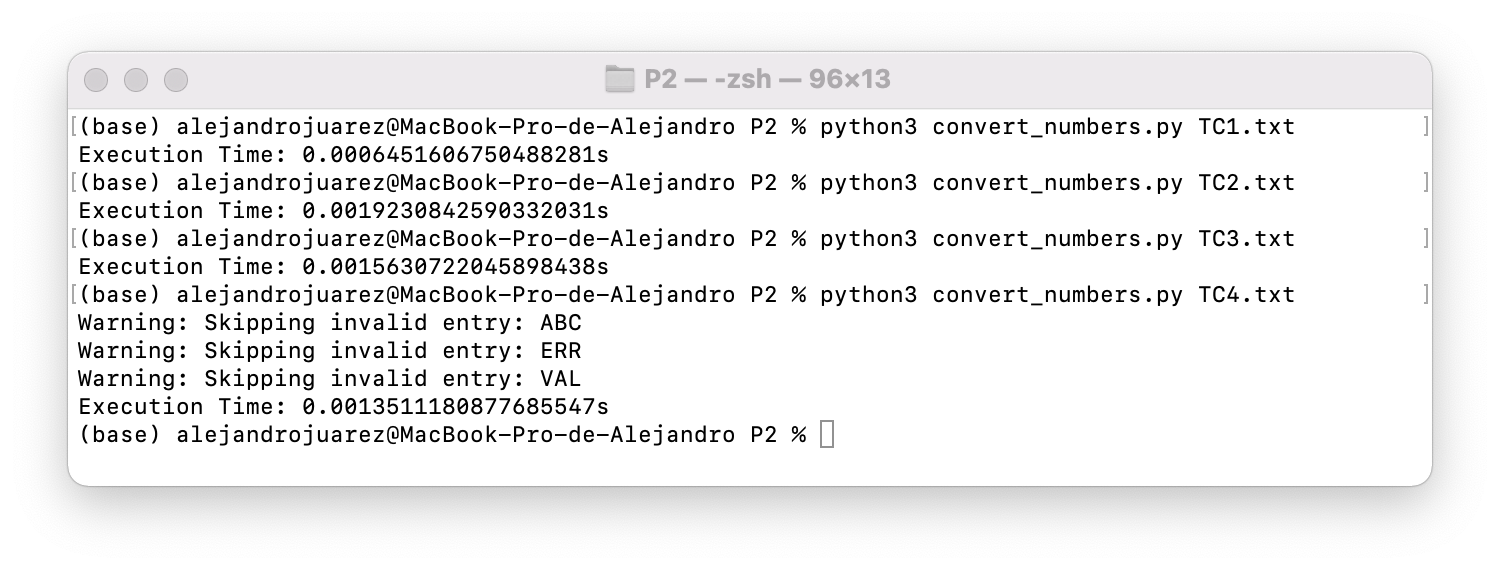 P2 — -zsh — 96×13
[(base) alejandrojuarez@MacBook-Pro-de-Alejandro P2 % python3 convert_numbers.py TC1.txt ]
Execution Time: 0.0006451606750488281s
[(base) alejandrojuarez@MacBook-Pro-de-Alejandro P2 % python3 convert_numbers.py TC2.txt ]
Execution Time: 0.0019230842590332031s
[(base) alejandrojuarez@MacBook-Pro-de-Alejandro P2 % python3 convert_numbers.py TC3.txt ]
Execution Time: 0.0015630722045898438s
[(base) alejandrojuarez@MacBook-Pro-de-Alejandro P2 % python3 convert_numbers.py TC4.txt ]
Warning: Skipping invalid entry: ABC
Warning: Skipping invalid entry: ERR
Warning: Skipping invalid entry: VAL
Execution Time: 0.0013511180877685547s
(base) alejandrojuarez@MacBook-Pro-de-Alejandro P2 %